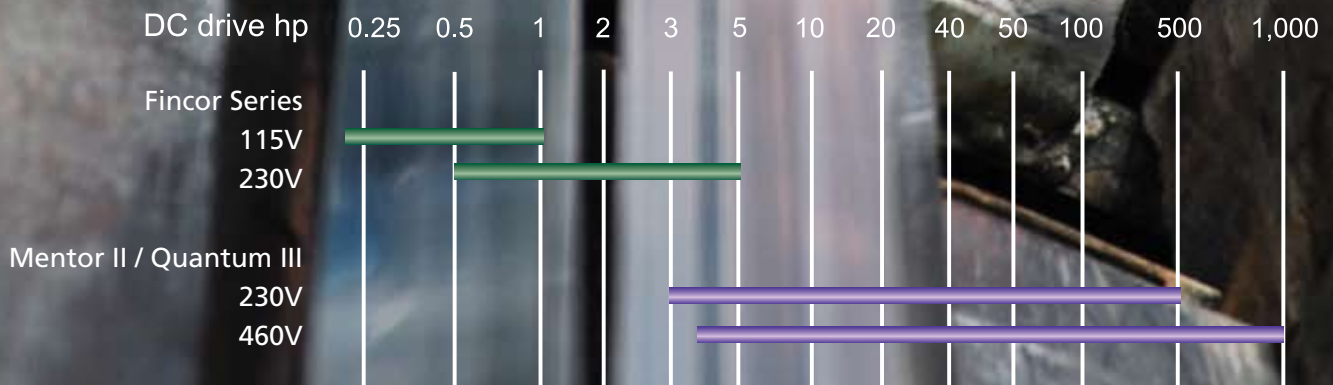 DC drive hp 0.25 0.5 1 2 3 5 10 20 40 50 100 500 1,000
Fincor Series
115V
230V
Mentor II / Quantum III
230V
460V